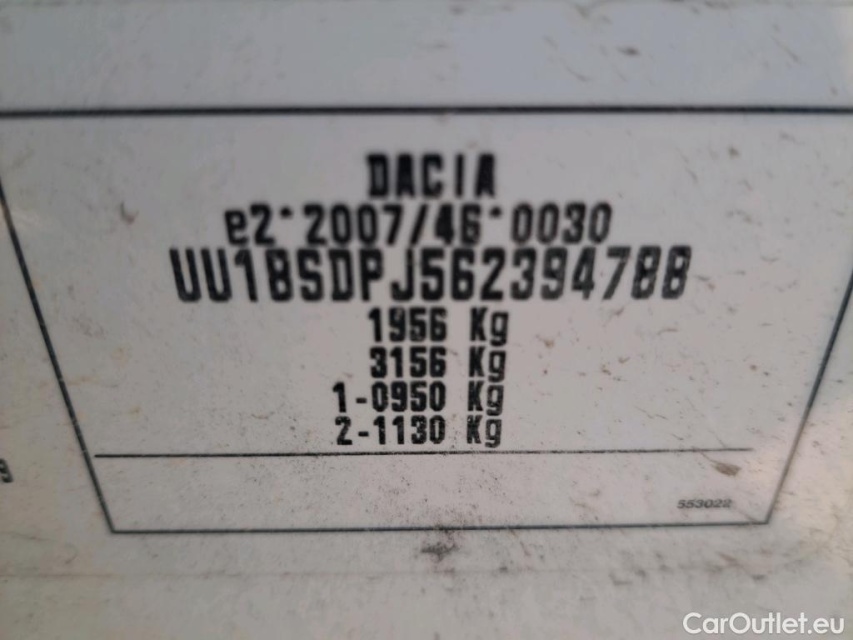 DACIA
e2*2007/46*0030
UU1BSDPJ562394788
1956 Kg
3156 Kg
1-0950 Kg
2-1130 Kg
9
553022
CarOutlet.eu